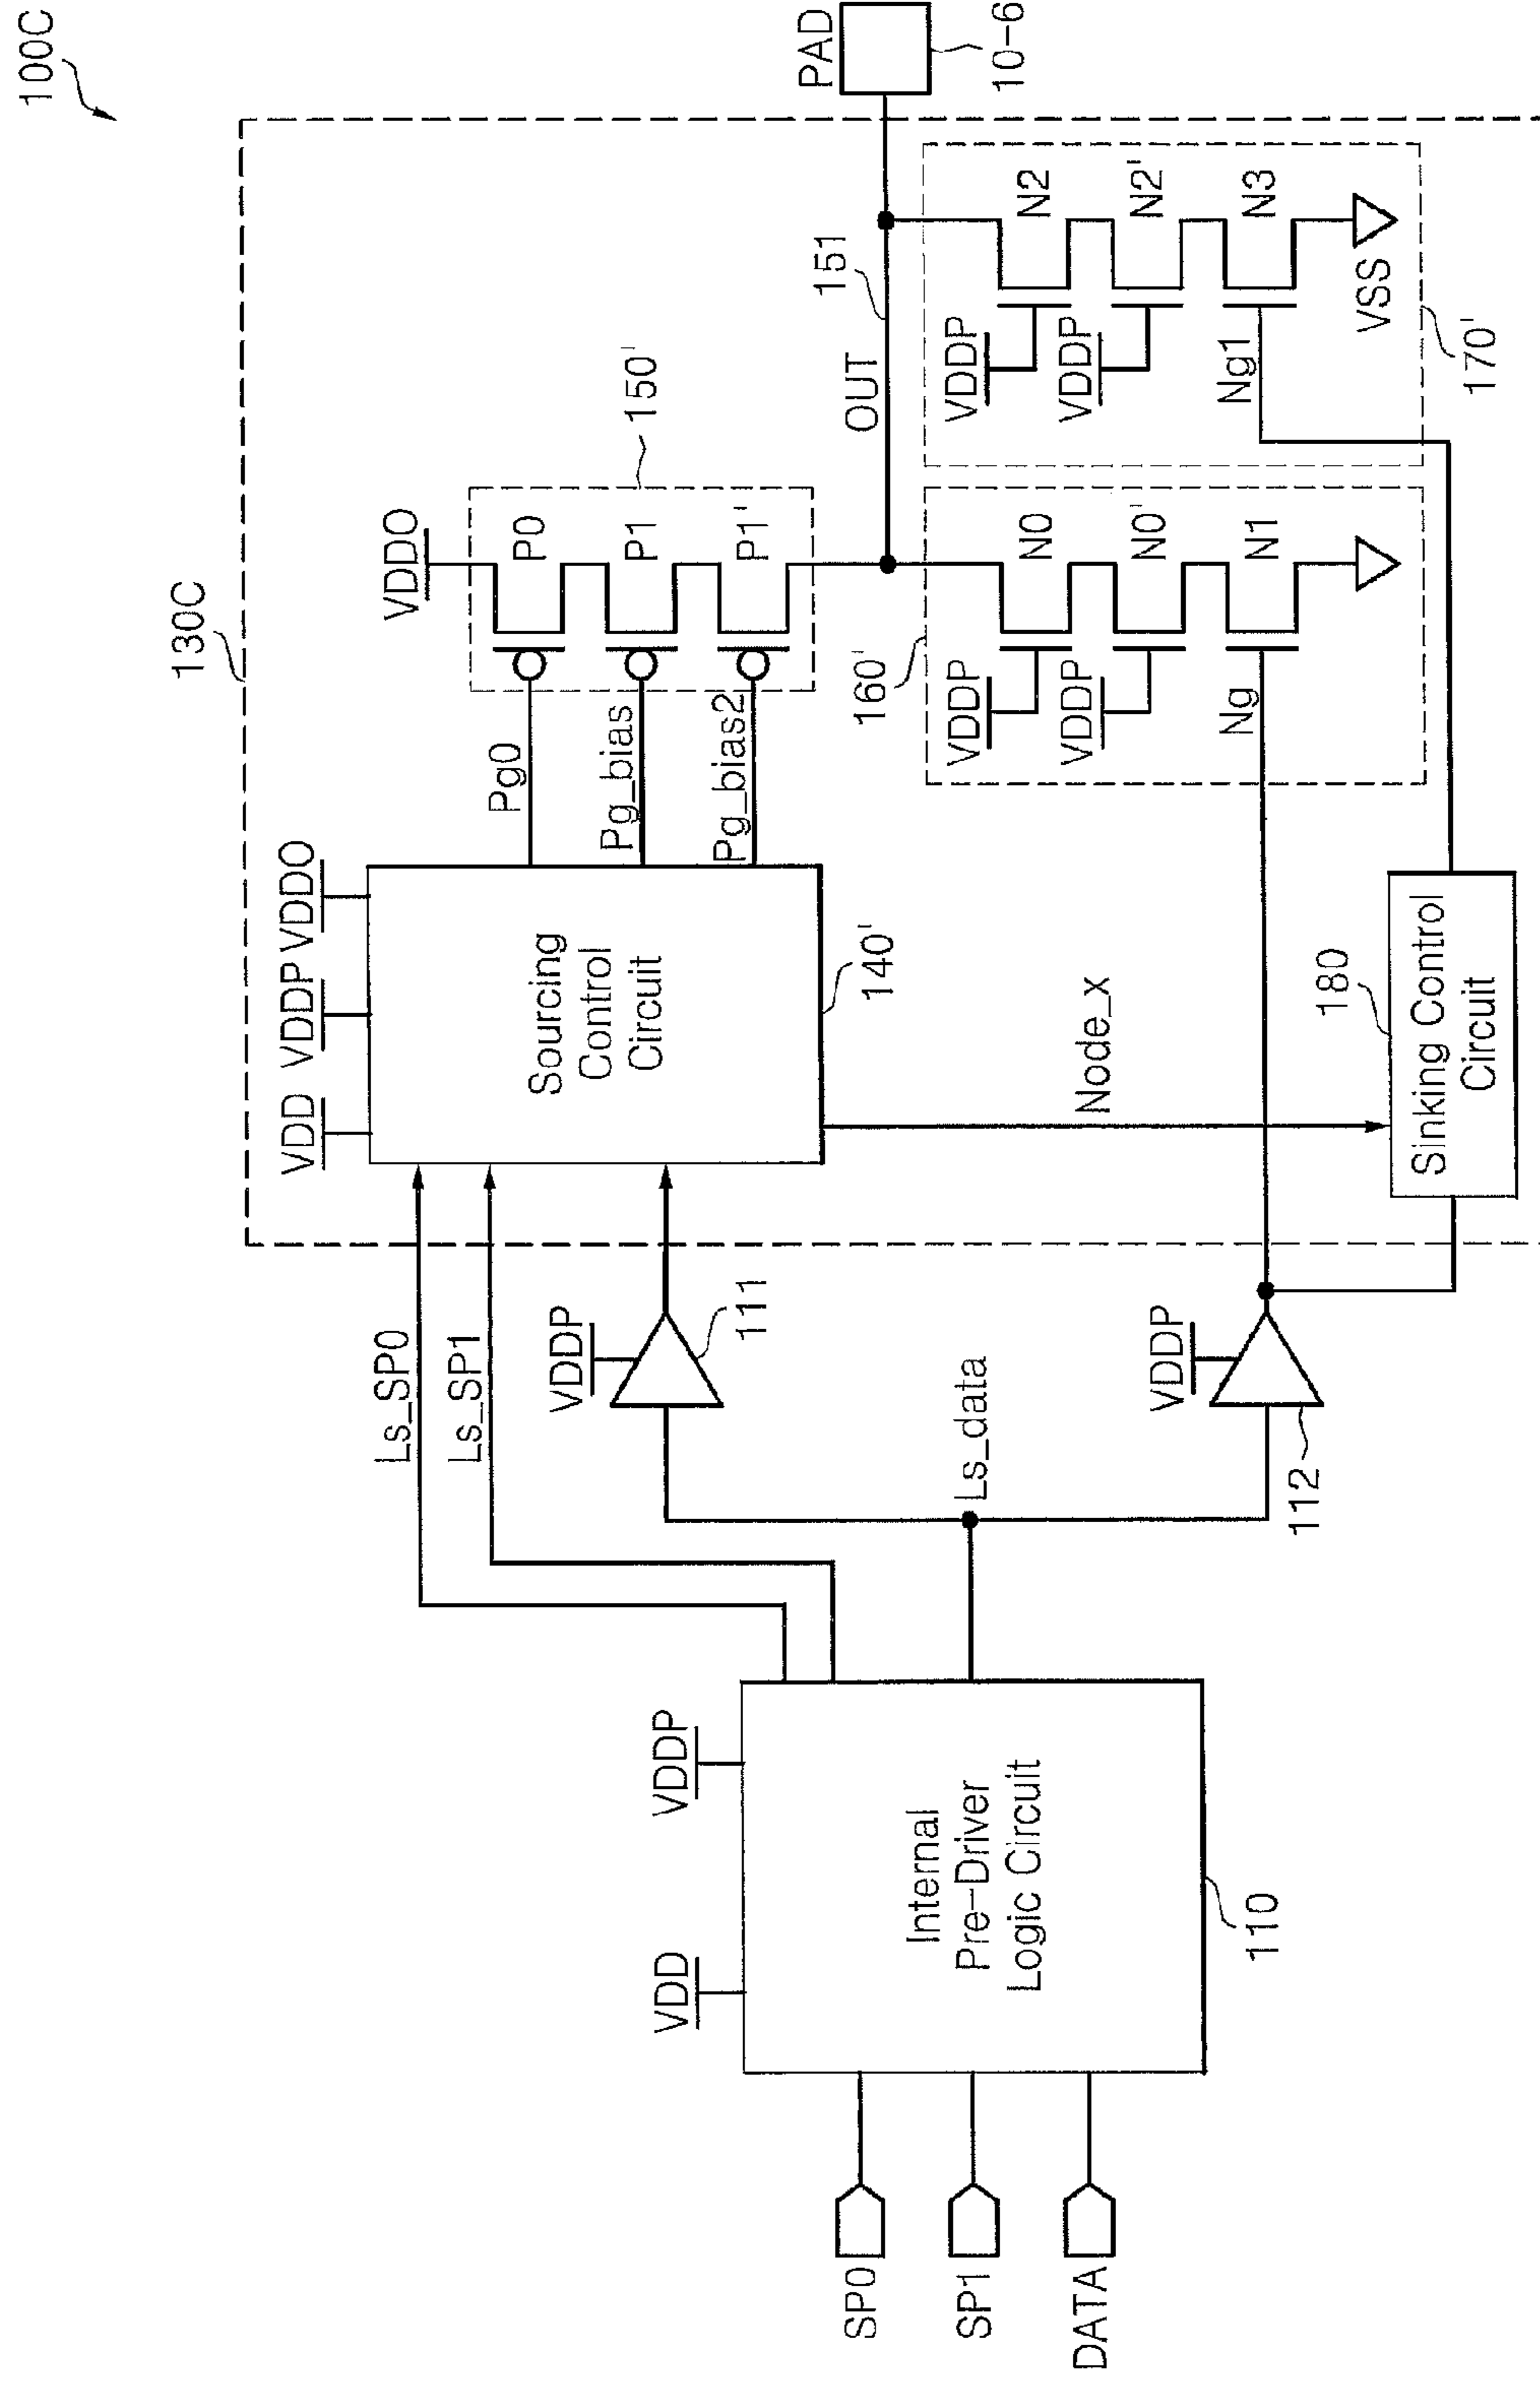 100C
130C
VDD
VDDP
VDDO
VDDO
150'
Ls_SP0
Ls_SP1
Sourcing
Control
Circuit
140'
Pg0
Pg_bias
Pg_bias2
P0
P1
P1'
VDDP
111
VDD
VDDP
Internal
Pre-Driver
Logic Circuit
110
SP0
SP1
DATA
Ls_data
VDDP
112
Node_x
OUT
151
PAD
10-6
160'
VDDP
VDDP
Ng
N0
N0'
N1
VDDP
VDDP
Ng1
N2
N2'
N3
VSS
170'
180
Sinking Control
Circuit